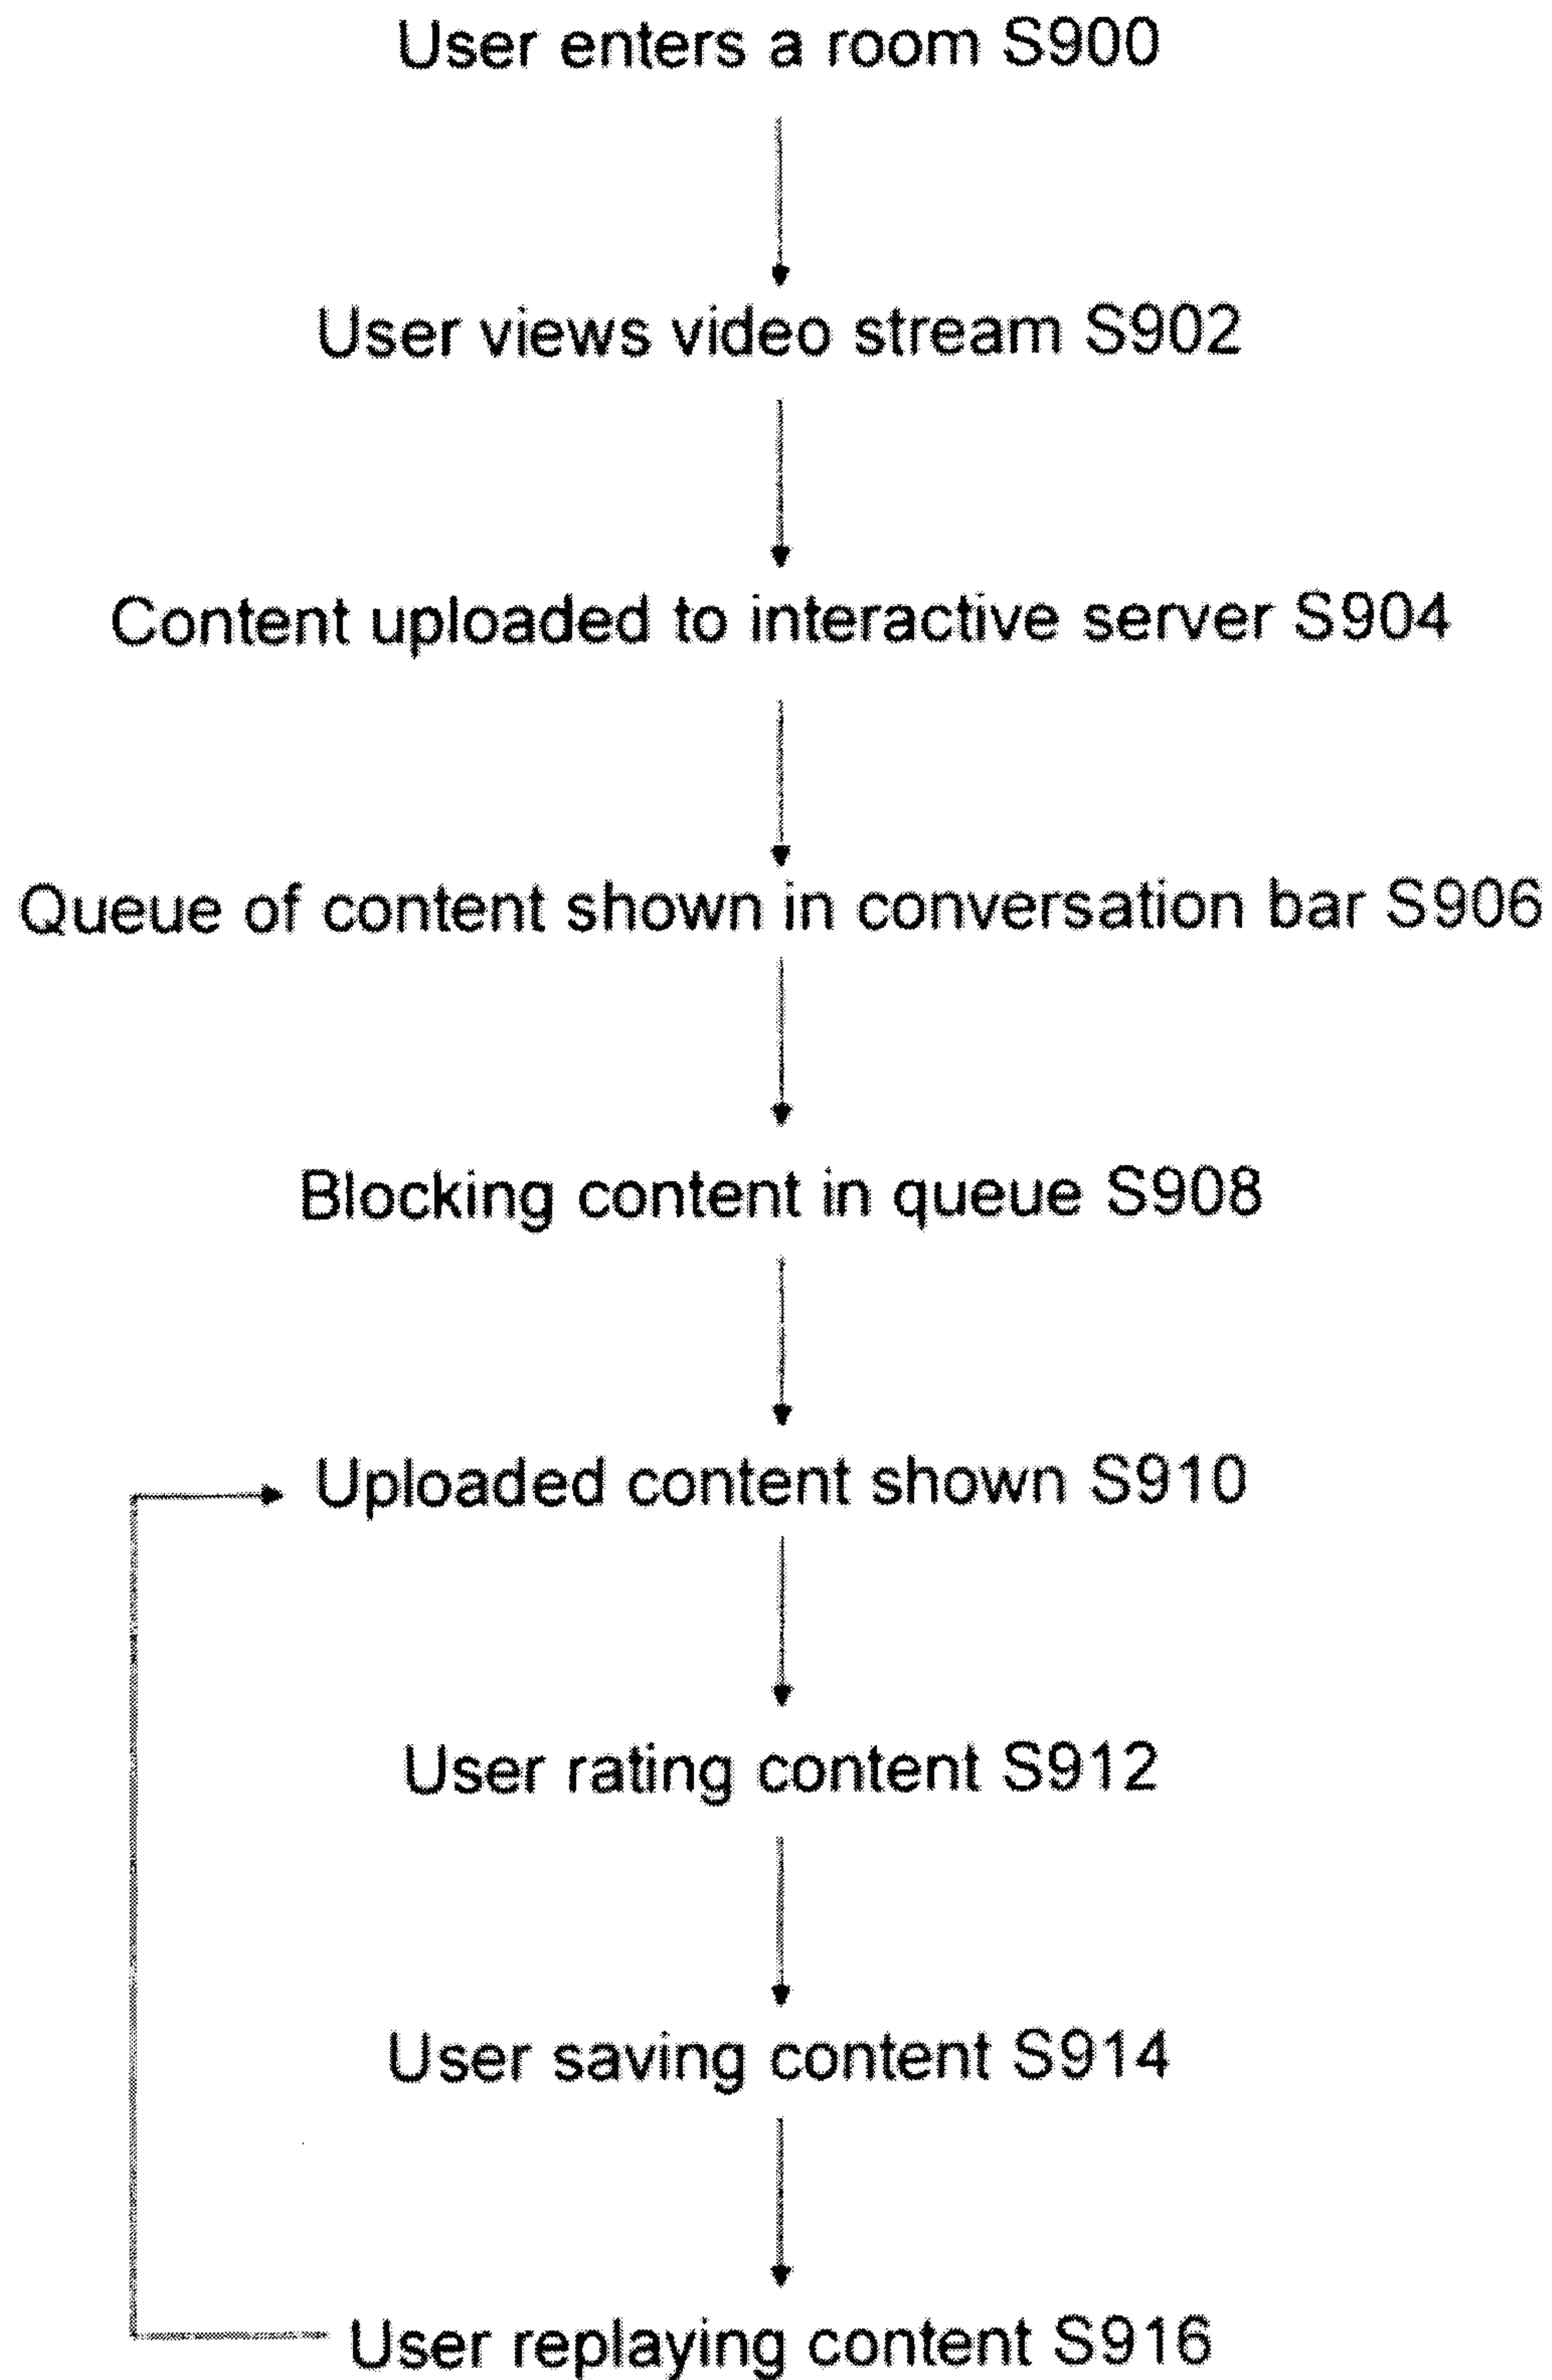 User enters a room S900
User views video stream S902
Content uploaded to interactive server S904
Queue of content shown in conversation bar S906
Blocking content in queue S908
Uploaded content shown S910
User rating content S912
User saving content S914
User replaying content S916